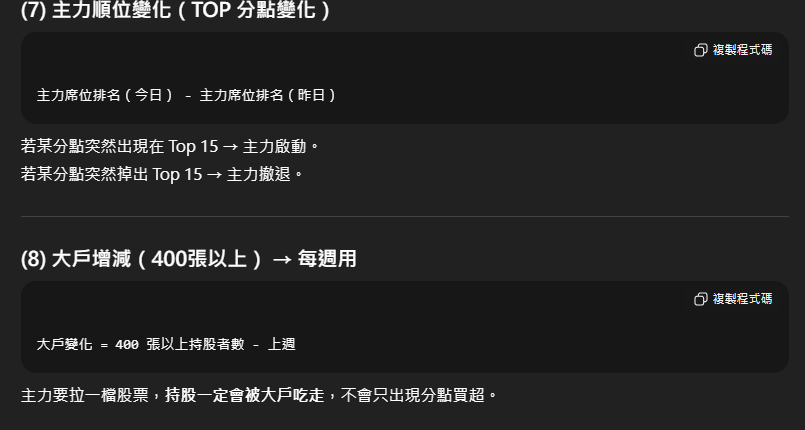 (7) 主力順位變化（TOP 分點變化）
複製程式碼
主力席位排名（今日） - 主力席位排名（昨日）
若某分點突然出現在 Top 15 → 主力啟動。
若某分點突然掉出 Top 15 → 主力撤退。
(8) 大戶增減（400張以上） → 每週用
複製程式碼
大戶變化 = 400 張以上持股者數 - 上週
主力要拉一檔股票，持股一定會被大戶吃走，不會只出現分點買超。